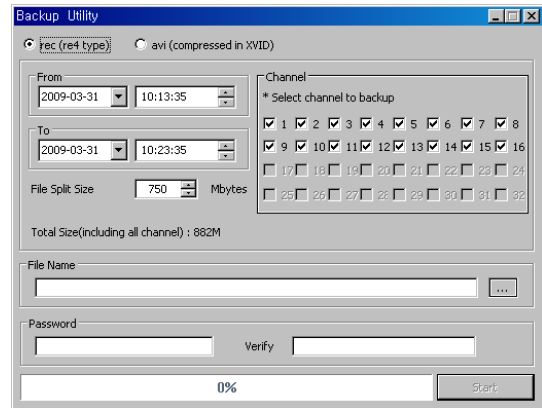 Backup Utility
rec (re4 type) avi (compressed in XVID)
From
2009-03-31 10:13:35
To
2009-03-31 10:23:35
File Split Size 750 Mbytes
Total Size(including all channel) : 882M
Channel
* Select channel to backup
1 2 3 4 5 6 7 8
9 10 11 12 13 14 15 16
17 18 19 20 21 22 23 24
25 26 27 28 29 30 31 32
File Name
...
Password
Verify
0% Start